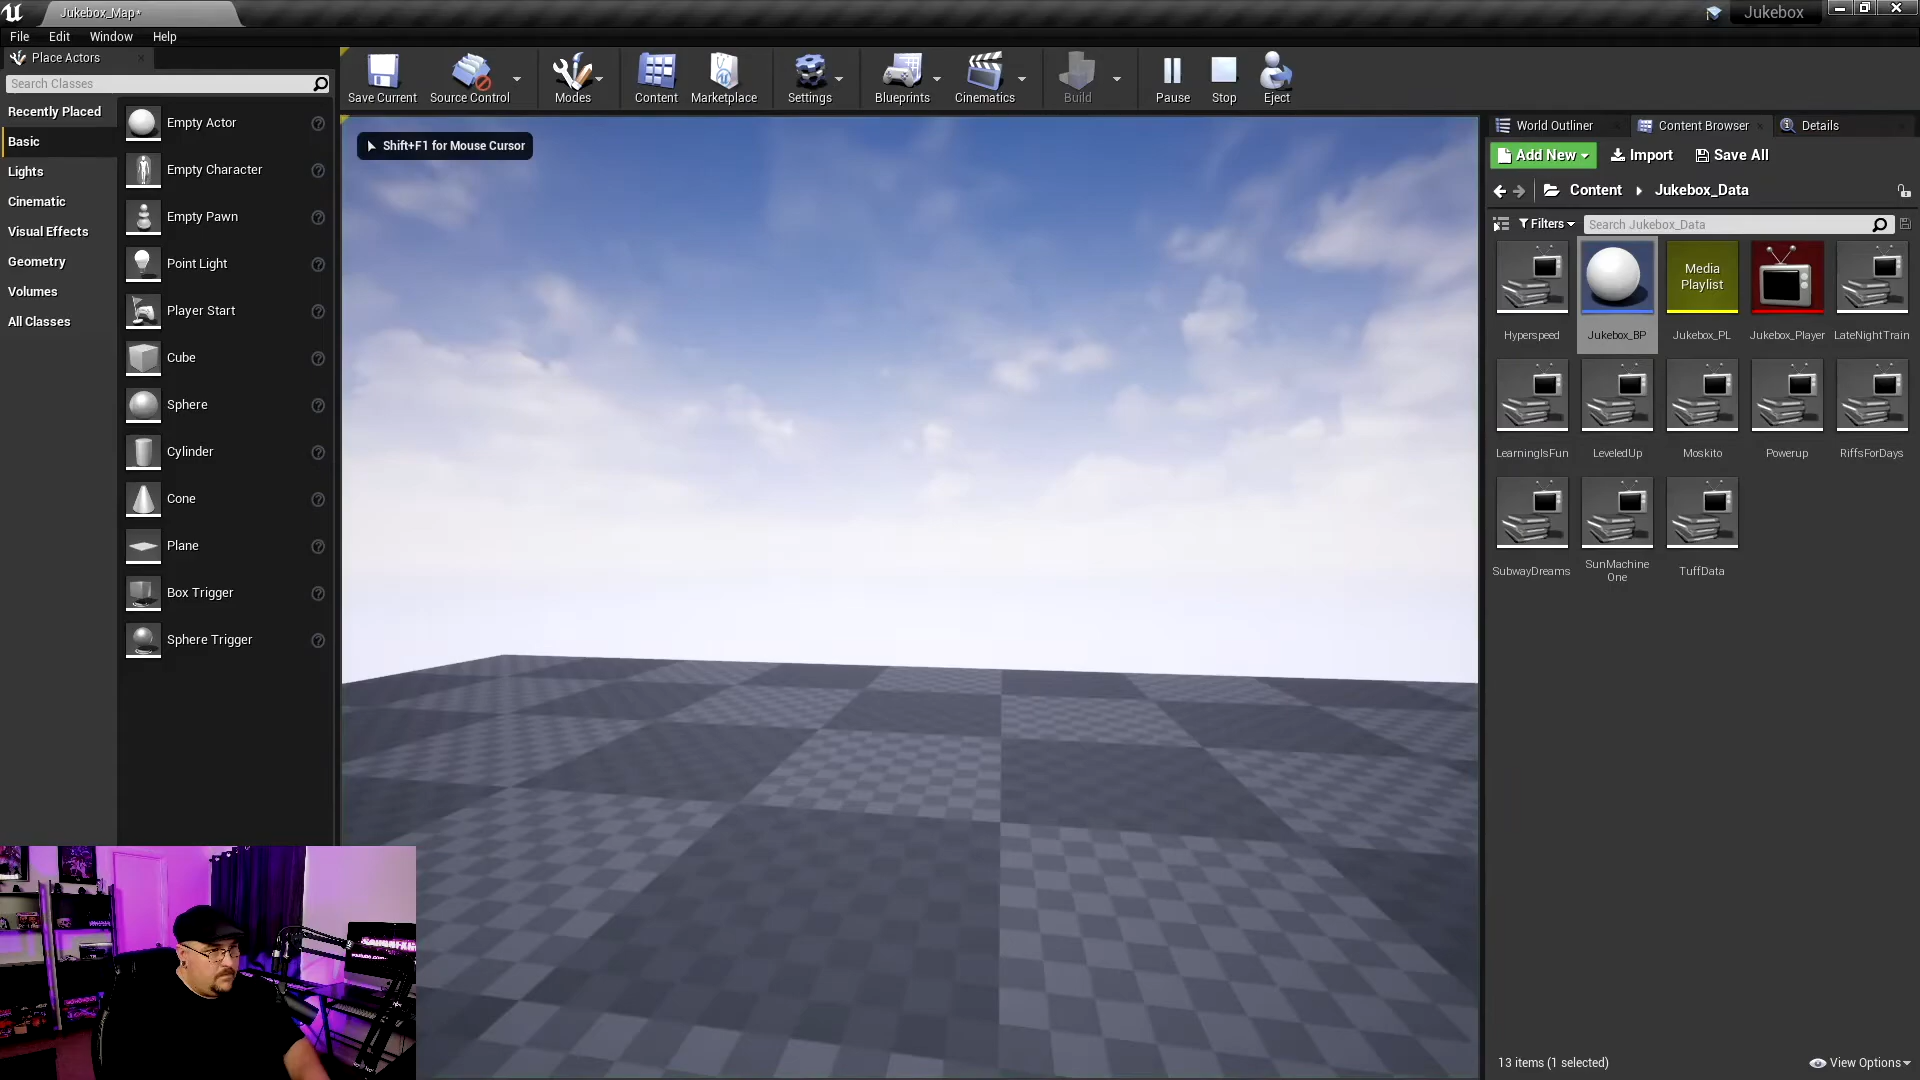 Jukebox_Map*
Jukebox
File Edit Window Help
Place Actors
Search Classes
Recently Placed
Basic
Lights
Cinematic
Visual Effects
Geometry
Volumes
All Classes
Empty Actor
Empty Character
Empty Pawn
Point Light
Player Start
Cube
Sphere
Cylinder
Cone
Plane
Box Trigger
Sphere Trigger
Save Current
Source Control
Modes
Content
Marketplace
Settings
Blueprints
Cinematics
Build
Pause
Stop
Eject
Shift+F1 for Mouse Cursor
World Outliner
Content Browser
Details
Add New
Import
Save All
Content
Jukebox_Data
Filters
Search Jukebox_Data
Media
Playlist
Hyperspeed
Jukebox_BP
Jukebox_PL
Jukebox_Player
LateNightTrain
LearningIsFun
LeveledUp
Moskito
Powerup
RiffsForDays
SubwayDreams
SunMachine
One
TuffData
13 items (1 selected)
View Options